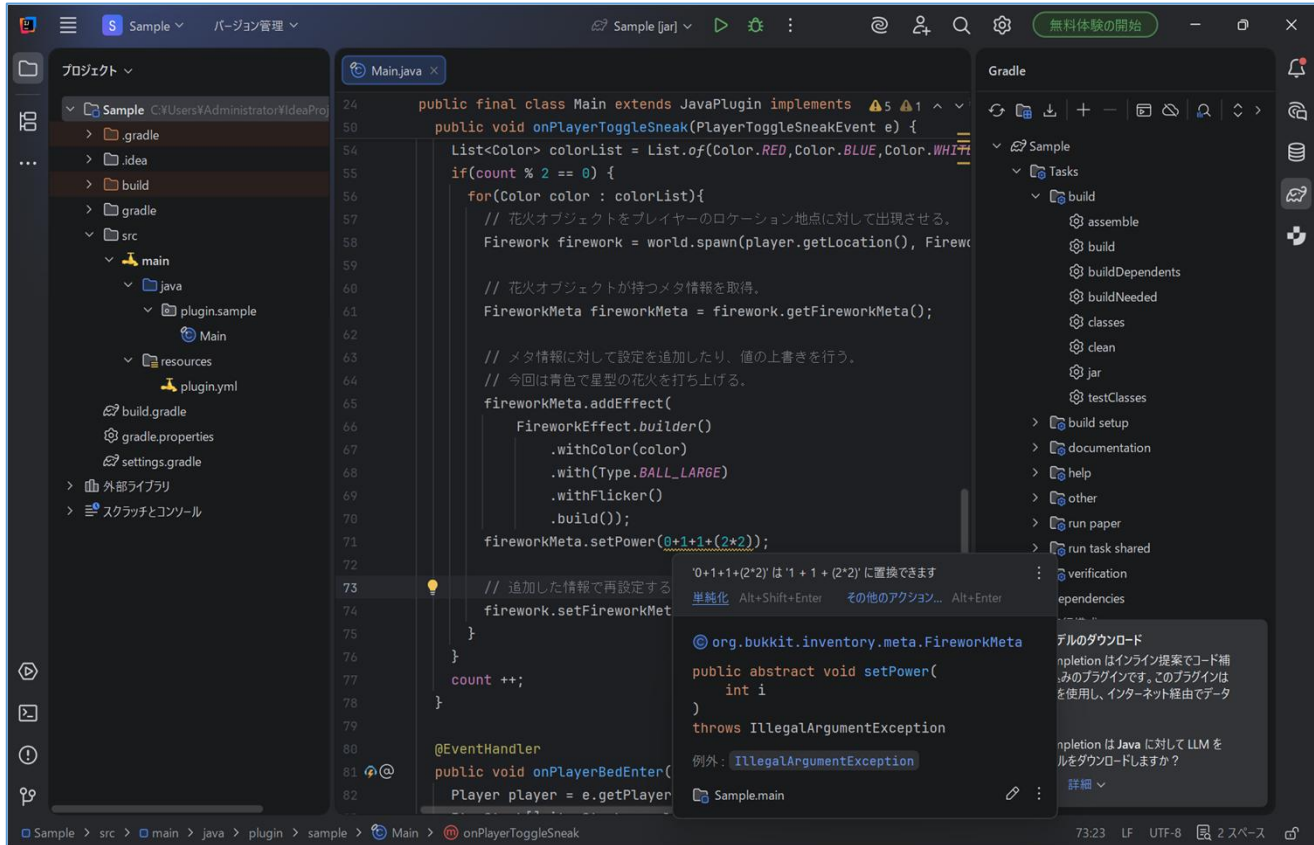 S Sample バージョン管理 Sample [jar] 無料体験の開始
プロジェクト
Sample C:¥Users¥Administrator¥IdeaProj
.gradle
.idea
build
gradle
src
main
java
plugin.sample
Main
resources
plugin.yml
build.gradle
gradle.properties
settings.gradle
外部ライブラリ
スクラッチとコンソール
Main.java
5 1
24 public final class Main extends JavaPlugin implements
50 public void onPlayerToggleSneak(PlayerToggleSneakEvent e) {
54 List<Color> colorList = List.of(Color.RED,Color.BLUE,Color.WHITE
55 if(count % 2 == 0) {
56 for(Color color : colorList){
57 // 花火オブジェクトをプレイヤーのロケーション地点に対して出現させる。
58 Firework firework = world.spawn(player.getLocation(), Firewo
59
60 // 花火オブジェクトが持つメタ情報を取得。
61 FireworkMeta fireworkMeta = firework.getFireworkMeta();
62
63 // メタ情報に対して設定を追加したり、値の上書きを行う。
64 // 今回は青色で星型の花火を打ち上げる。
65 fireworkMeta.addEffect(
66 FireworkEffect.builder()
67 .withColor(color)
68 .with(Type.BALL_LARGE)
69 .withFlicker()
70 .build());
71 fireworkMeta.setPower(0+1+1+(2*2));
72
73 // 追加した情報で再設定する
74 firework.setFireworkMet
75 }
76 }
77 count ++;
78 }
79
80 @EventHandler
81 public void onPlayerBedEnter(
82 Player player = e.getPlayer
'0+1+1+(2*2)' は '1 + 1 + (2*2)' に置換できます
単純化 Alt+Shift+Enter その他のアクション... Alt+Enter
org.bukkit.inventory.meta.FireworkMeta
public abstract void setPower(
int i
)
throws IllegalArgumentException
例外: IllegalArgumentException
Sample.main
Gradle
Sample
Tasks
build
assemble
build
buildDependents
buildNeeded
classes
clean
jar
testClasses
build setup
documentation
help
other
run paper
run task shared
verification
ependencies
デルのダウンロード
mpletion はインライン提案でコード補
込みのプラグインです。このプラグインは
を使用し、インターネット経由でデータ
mpletion は Java に対して LLM を
ルをダウンロードしますか?
詳細
Sample > src > main > java > plugin > sample > Main > onPlayerToggleSneak
73:23 LF UTF-8 2 スペース